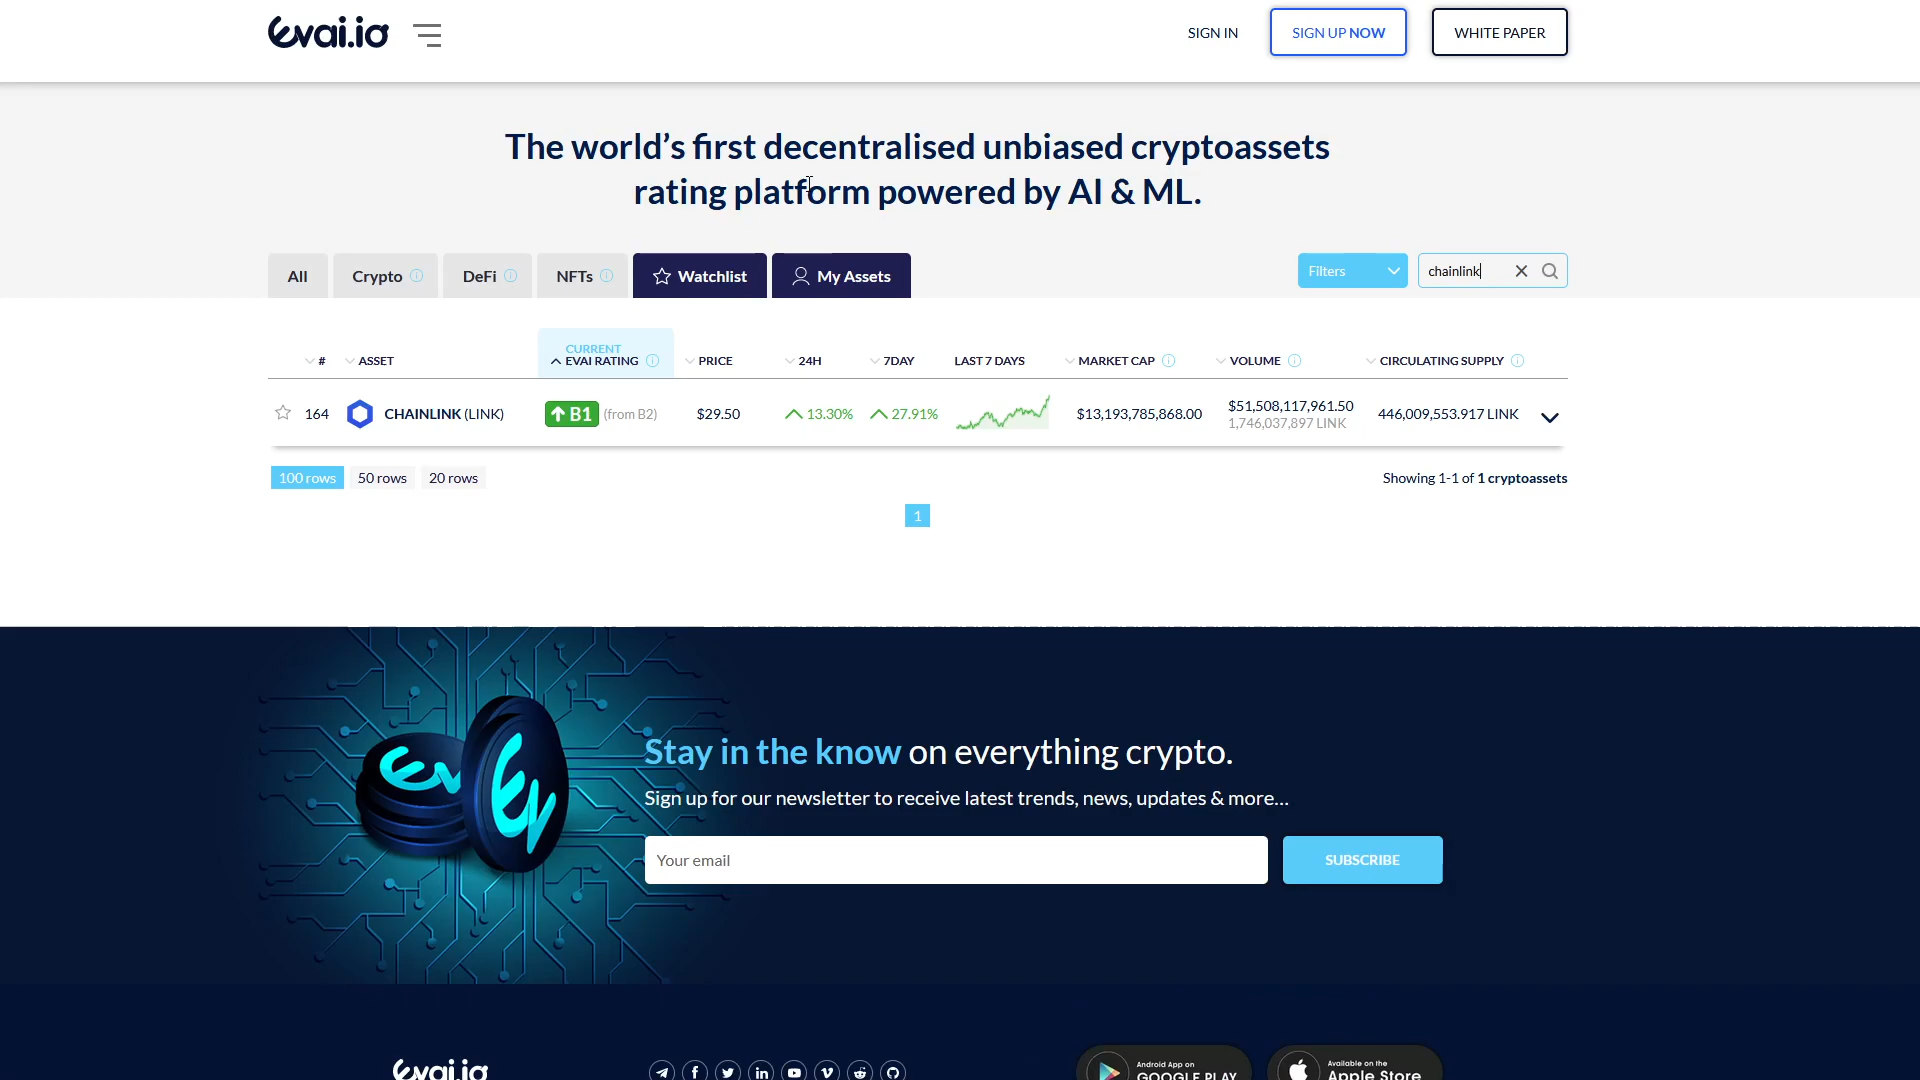 evai.io
SIGN IN
SIGN UP NOW
WHITE PAPER
The world's first decentralised unbiased cryptoassets
rating platform powered by AI & ML.
All
Crypto
DeFi
NFTs
Watchlist
My Assets
Filters
chainlink
#
ASSET
CURRENT
EVAI RATING
PRICE
24H
7DAY
LAST 7 DAYS
MARKET CAP
VOLUME
CIRCULATING SUPPLY
164
CHAINLINK (LINK)
B1
(from B2)
$29.50
13.30%
27.91%
$13,193,785,868.00
$51,508,117,961.50
1,746,037,897 LINK
446,009,553.917 LINK
100 rows
50 rows
20 rows
Showing 1-1 of 1 cryptoassets
1
Stay in the know on everything crypto.
Sign up for our newsletter to receive latest trends, news, updates & more...
Your email
SUBSCRIBE
evai.io
Android App on
GOOGLE PLAY
Available on the
Apple Store